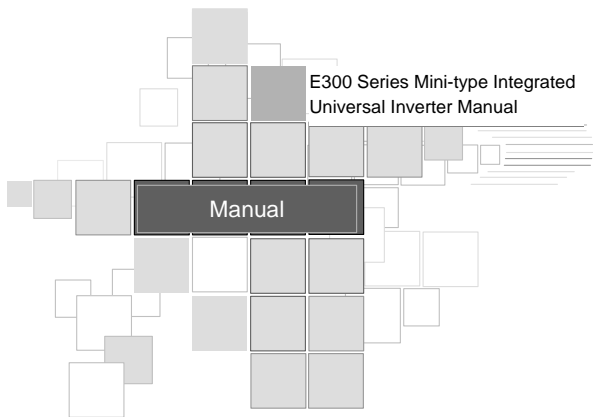 E300 Series Mini-type Integrated
Universal Inverter Manual
Manual